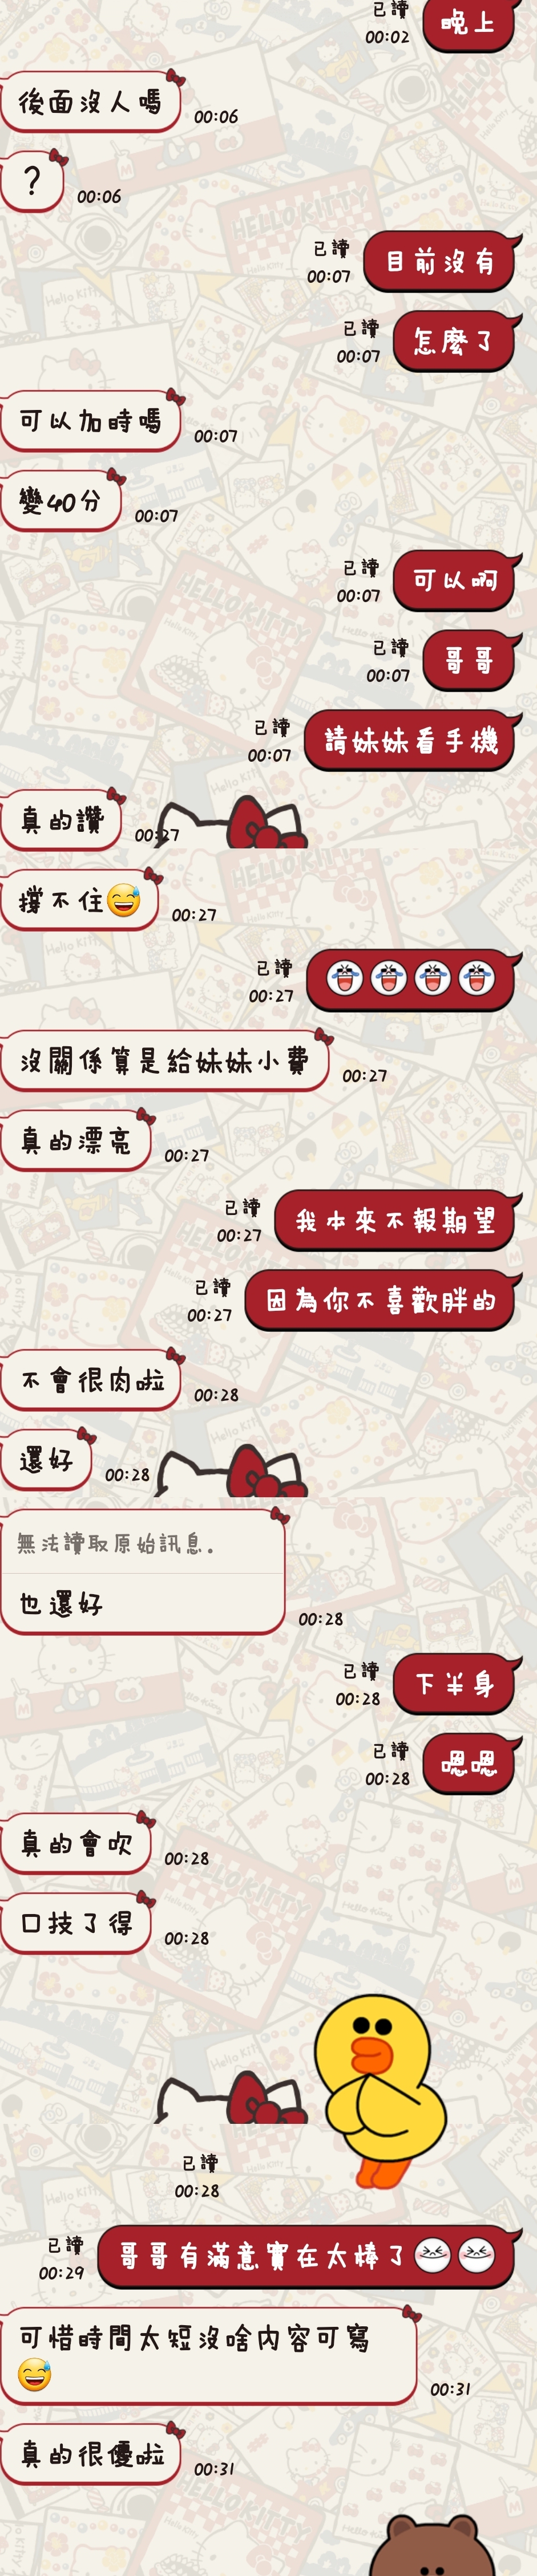 已讀
00:02
晚上
後面沒人嗎
00:06
?
00:06
已讀
00:07
目前沒有
已讀
00:07
怎麼了
可以加時嗎
00:07
變40分
00:07
已讀
00:07
可以啊
已讀
00:07
哥哥
已讀
00:07
請妹妹看手機
真的讚
00:27
撐不住😅
00:27
已讀
00:27
😂😂😂😂
沒關係算是給妹妹小費
00:27
真的漂亮
00:27
已讀
00:27
我本來不報期望
已讀
00:27
因為你不喜歡胖的
不會很肉啦
00:28
還好
00:28
無法讀取原始訊息。
也還好
00:28
已讀
00:28
下半身
已讀
00:28
嗯嗯
真的會吹
00:28
口技了得
00:28
已讀
00:28
已讀
00:29
哥哥有滿意實在太棒了😆😆
可惜時間太短沒啥內容可寫
😅
00:31
真的很優啦
00:31
HELLO KITTY
Hello Kitty